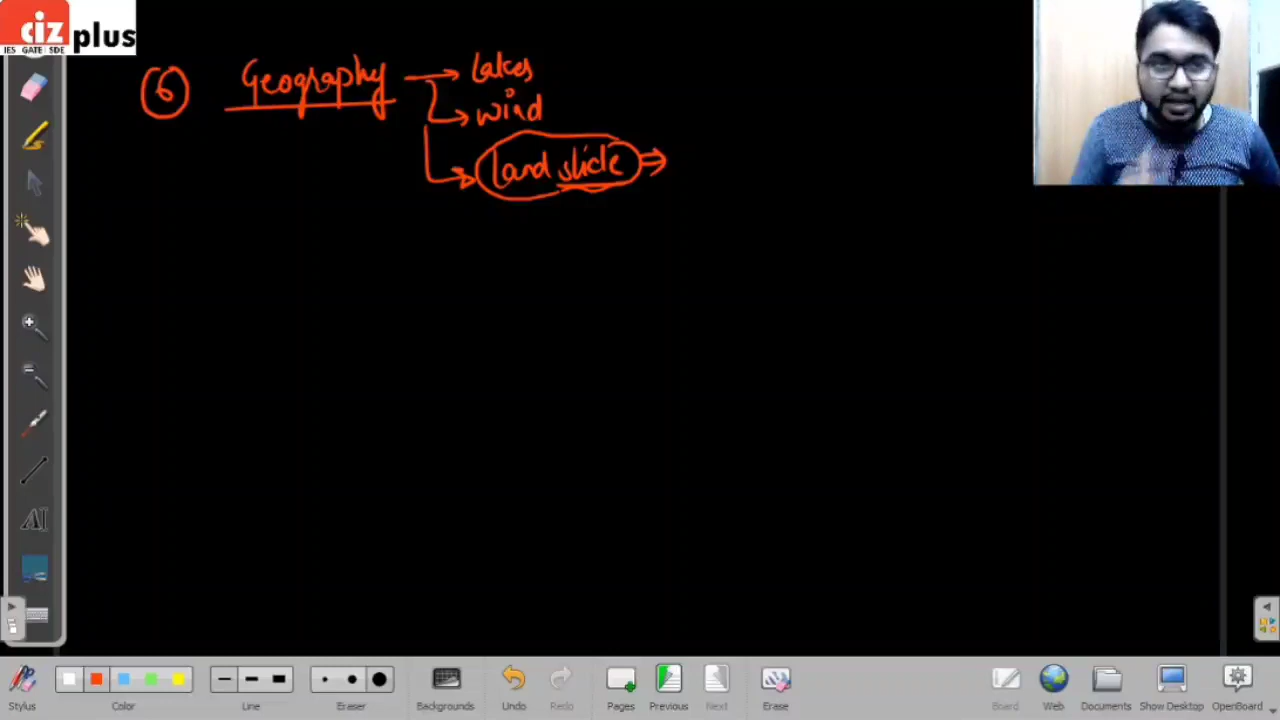 ciz plus
IES GATE SDE
6 Geography → Lakes
→ wind
→ Land slide ⇒
Stylus
Color
Line
Eraser
Backgrounds
Undo
Redo
Pages
Previous
Next
Erase
Board
Web
Documents
Show Desktop
OpenBoard